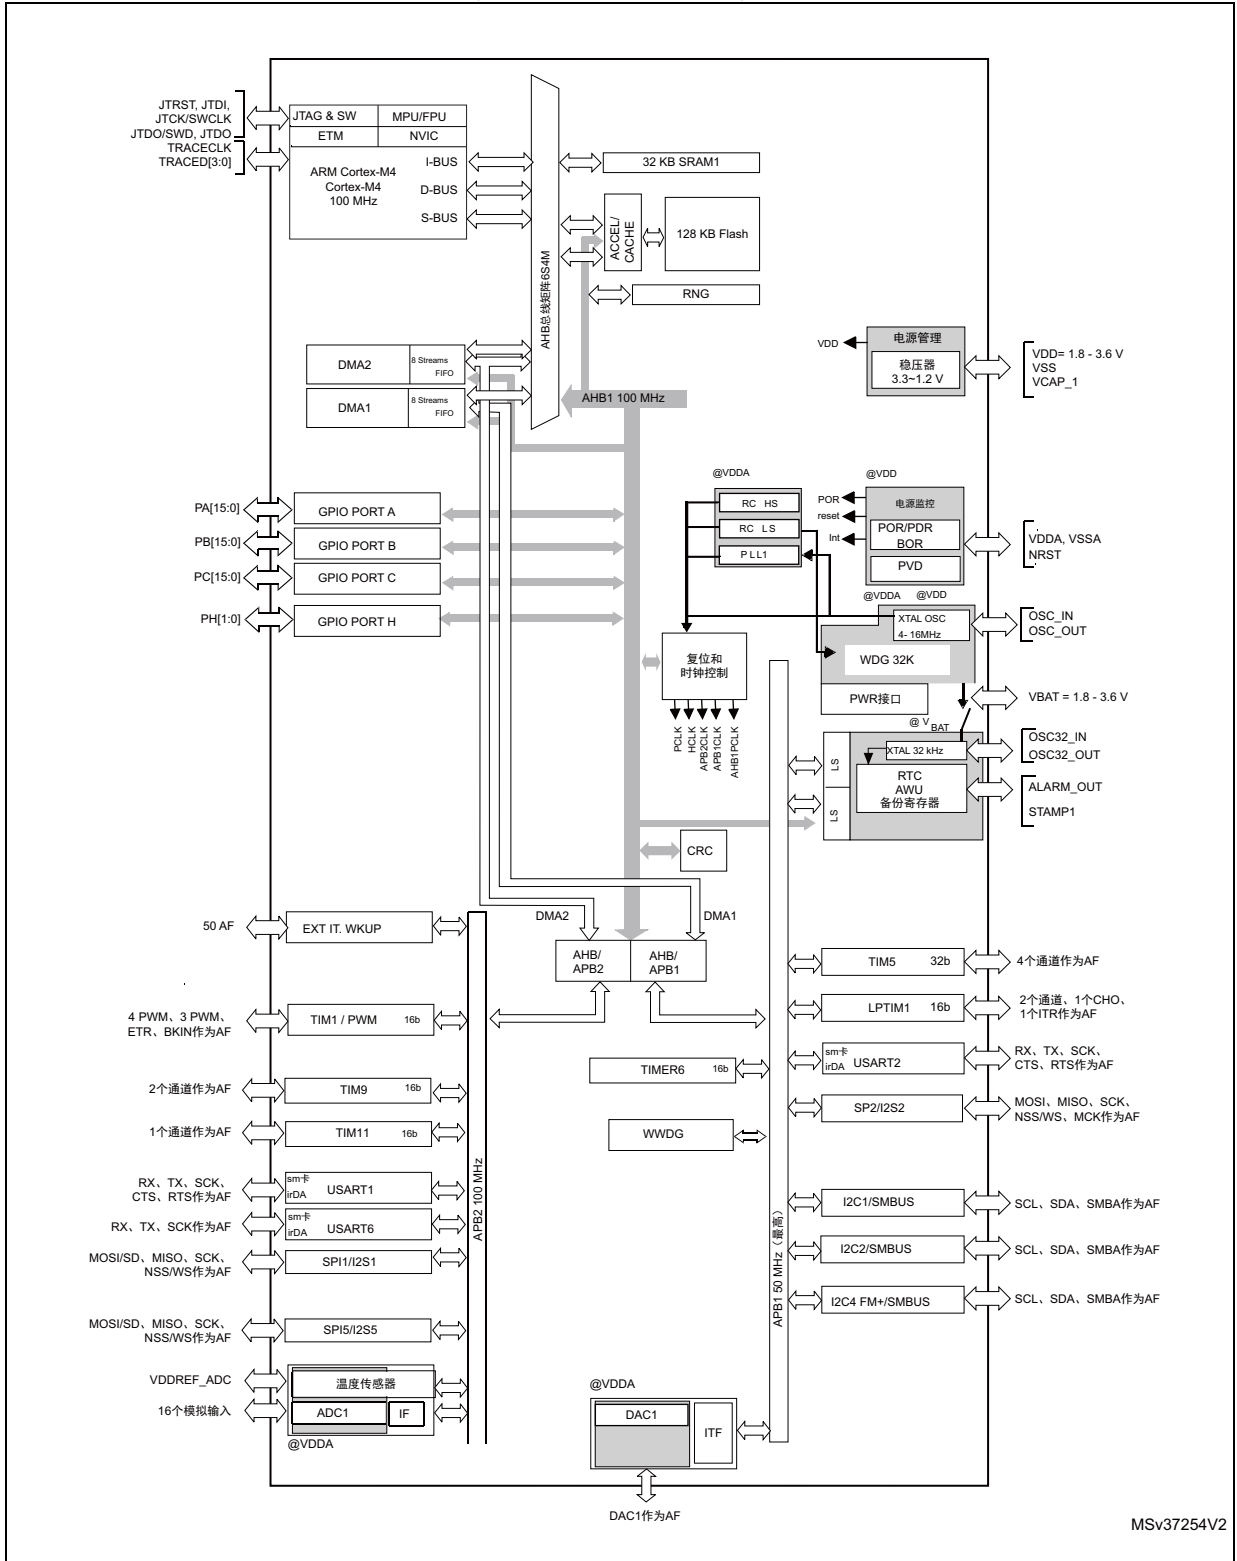 JTRST, JTDI,
JTCK/SWCLK
JTDO/SWD, JTDO
TRACECLK
TRACED[3:0]
JTAG & SW
MPU/FPU
ETM
NVIC
ARM Cortex-M4
Cortex-M4
100 MHz
I-BUS
D-BUS
S-BUS
AHB总线矩阵6S4M
32 KB SRAM1
ACCEL/
CACHE
128 KB Flash
RNG
DMA2
8 Streams
FIFO
DMA1
8 Streams
FIFO
AHB1 100 MHz
VDD
电源管理
稳压器
3.3~1.2 V
VDD= 1.8 - 3.6 V
VSS
VCAP_1
PA[15:0]
GPIO PORT A
PB[15:0]
GPIO PORT B
PC[15:0]
GPIO PORT C
PH[1:0]
GPIO PORT H
@VDDA
RC HS
RC LS
PLL1
@VDD
POR
reset
Int
电源监控
POR/PDR
BOR
PVD
VDDA, VSSA
NRST
@VDDA
@VDD
XTAL OSC
4- 16MHz
OSC_IN
OSC_OUT
WDG 32K
PWR接口
VBAT = 1.8 - 3.6 V
复位和
时钟控制
PCLK
HCLK
APB2CLK
APB1CLK
AHB1PCLK
@ VBAT
LS
LS
XTAL 32 kHz
OSC32_IN
OSC32_OUT
RTC
AWU
备份寄存器
ALARM_OUT
STAMP1
CRC
DMA2
DMA1
AHB/
APB2
AHB/
APB1
50 AF
EXT IT. WKUP
4 PWM、3 PWM、
ETR、BKIN作为AF
TIM1 / PWM
16b
2个通道作为AF
TIM9
16b
1个通道作为AF
TIM11
16b
RX、TX、SCK、
CTS、RTS作为AF
sm卡
irDA
USART1
RX、TX、SCK作为AF
sm卡
irDA
USART6
MOSI/SD、MISO、SCK、
NSS/WS作为AF
SPI1/I2S1
MOSI/SD、MISO、SCK、
NSS/WS作为AF
SPI5/I2S5
VDDREF_ADC
温度传感器
16个模拟输入
ADC1
IF
@VDDA
APB2 100 MHz
TIMER6
16b
WWDG
APB1 50 MHz（最高）
TIM5
32b
4个通道作为AF
LPTIM1
16b
2个通道、1个CHO、
1个ITR作为AF
sm卡
irDA
USART2
RX、TX、SCK、
CTS、RTS作为AF
SP2/I2S2
MOSI、MISO、SCK、
NSS/WS、MCK作为AF
I2C1/SMBUS
SCL、SDA、SMBA作为AF
I2C2/SMBUS
SCL、SDA、SMBA作为AF
I2C4 FM+/SMBUS
SCL、SDA、SMBA作为AF
@VDDA
DAC1
ITF
DAC1作为AF
MSv37254V2